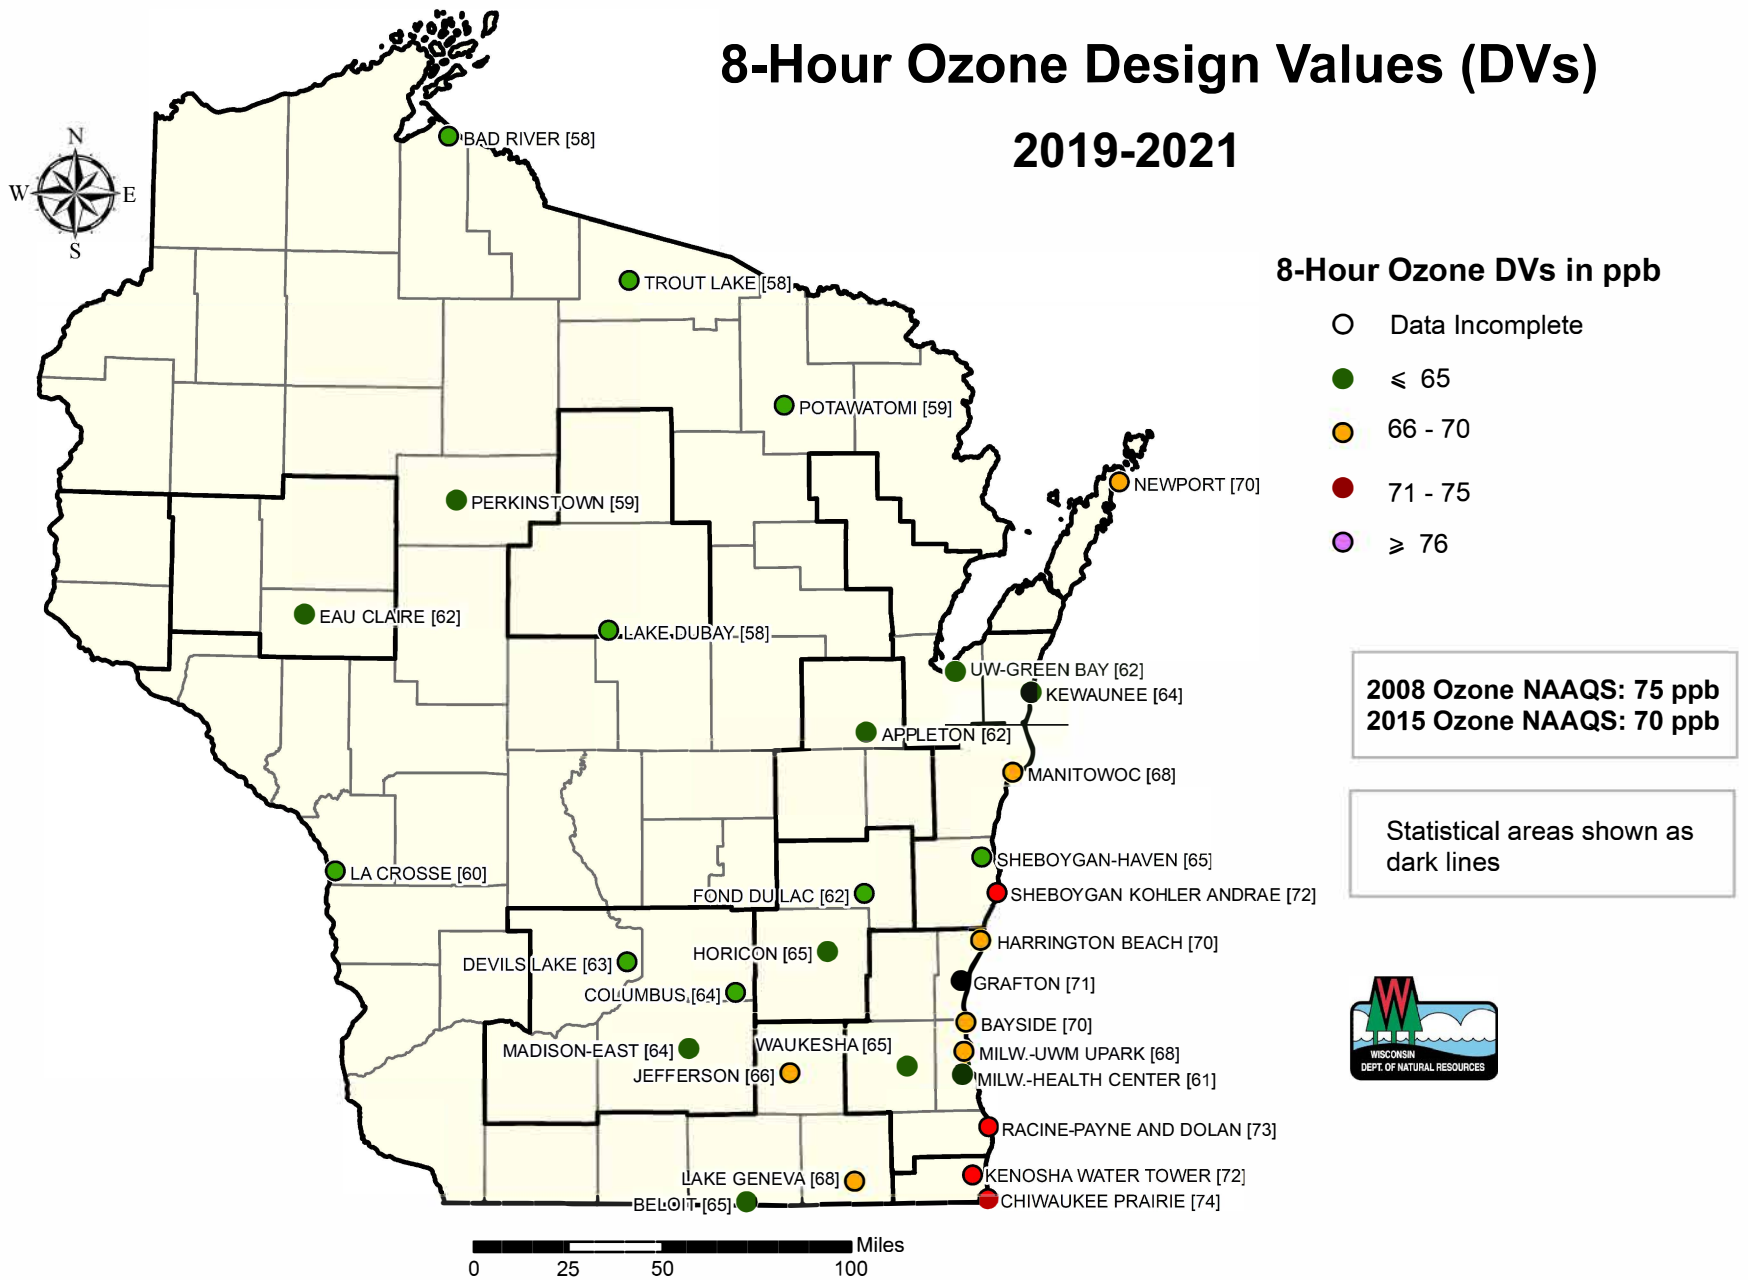 8-Hour Ozone Design Values (DVs)
2019-2021
N
W
E
S
8-Hour Ozone DVs in ppb
Data Incomplete
⩽ 65
66 - 70
71 - 75
⩾ 76
2008 Ozone NAAQS: 75 ppb
2015 Ozone NAAQS: 70 ppb
Statistical areas shown as
dark lines
BAD RIVER [58]
TROUT LAKE [58]
POTAWATOMI [59]
NEWPORT [70]
PERKINSTOWN [59]
EAU CLAIRE [62]
LAKE DUBAY [58]
UW-GREEN BAY [62]
KEWAUNEE [64]
APPLETON [62]
MANITOWOC [68]
SHEBOYGAN-HAVEN [65]
LA CROSSE [60]
FOND DU LAC [62]
SHEBOYGAN KOHLER ANDRAE [72]
HARRINGTON BEACH [70]
HORICON [65]
DEVILS LAKE [63]
GRAFTON [71]
COLUMBUS [64]
BAYSIDE [70]
WAUKESHA [65]
MADISON-EAST [64]
MILW.-UWM UPARK [68]
JEFFERSON [66]
MILW.-HEALTH CENTER [61]
RACINE-PAYNE AND DOLAN [73]
LAKE GENEVA [68]
KENOSHA WATER TOWER [72]
BELOIT [65]
CHIWAUKEE PRAIRIE [74]
W
WISCONSIN
DEPT. OF NATURAL RESOURCES
Miles
0 25 50 100